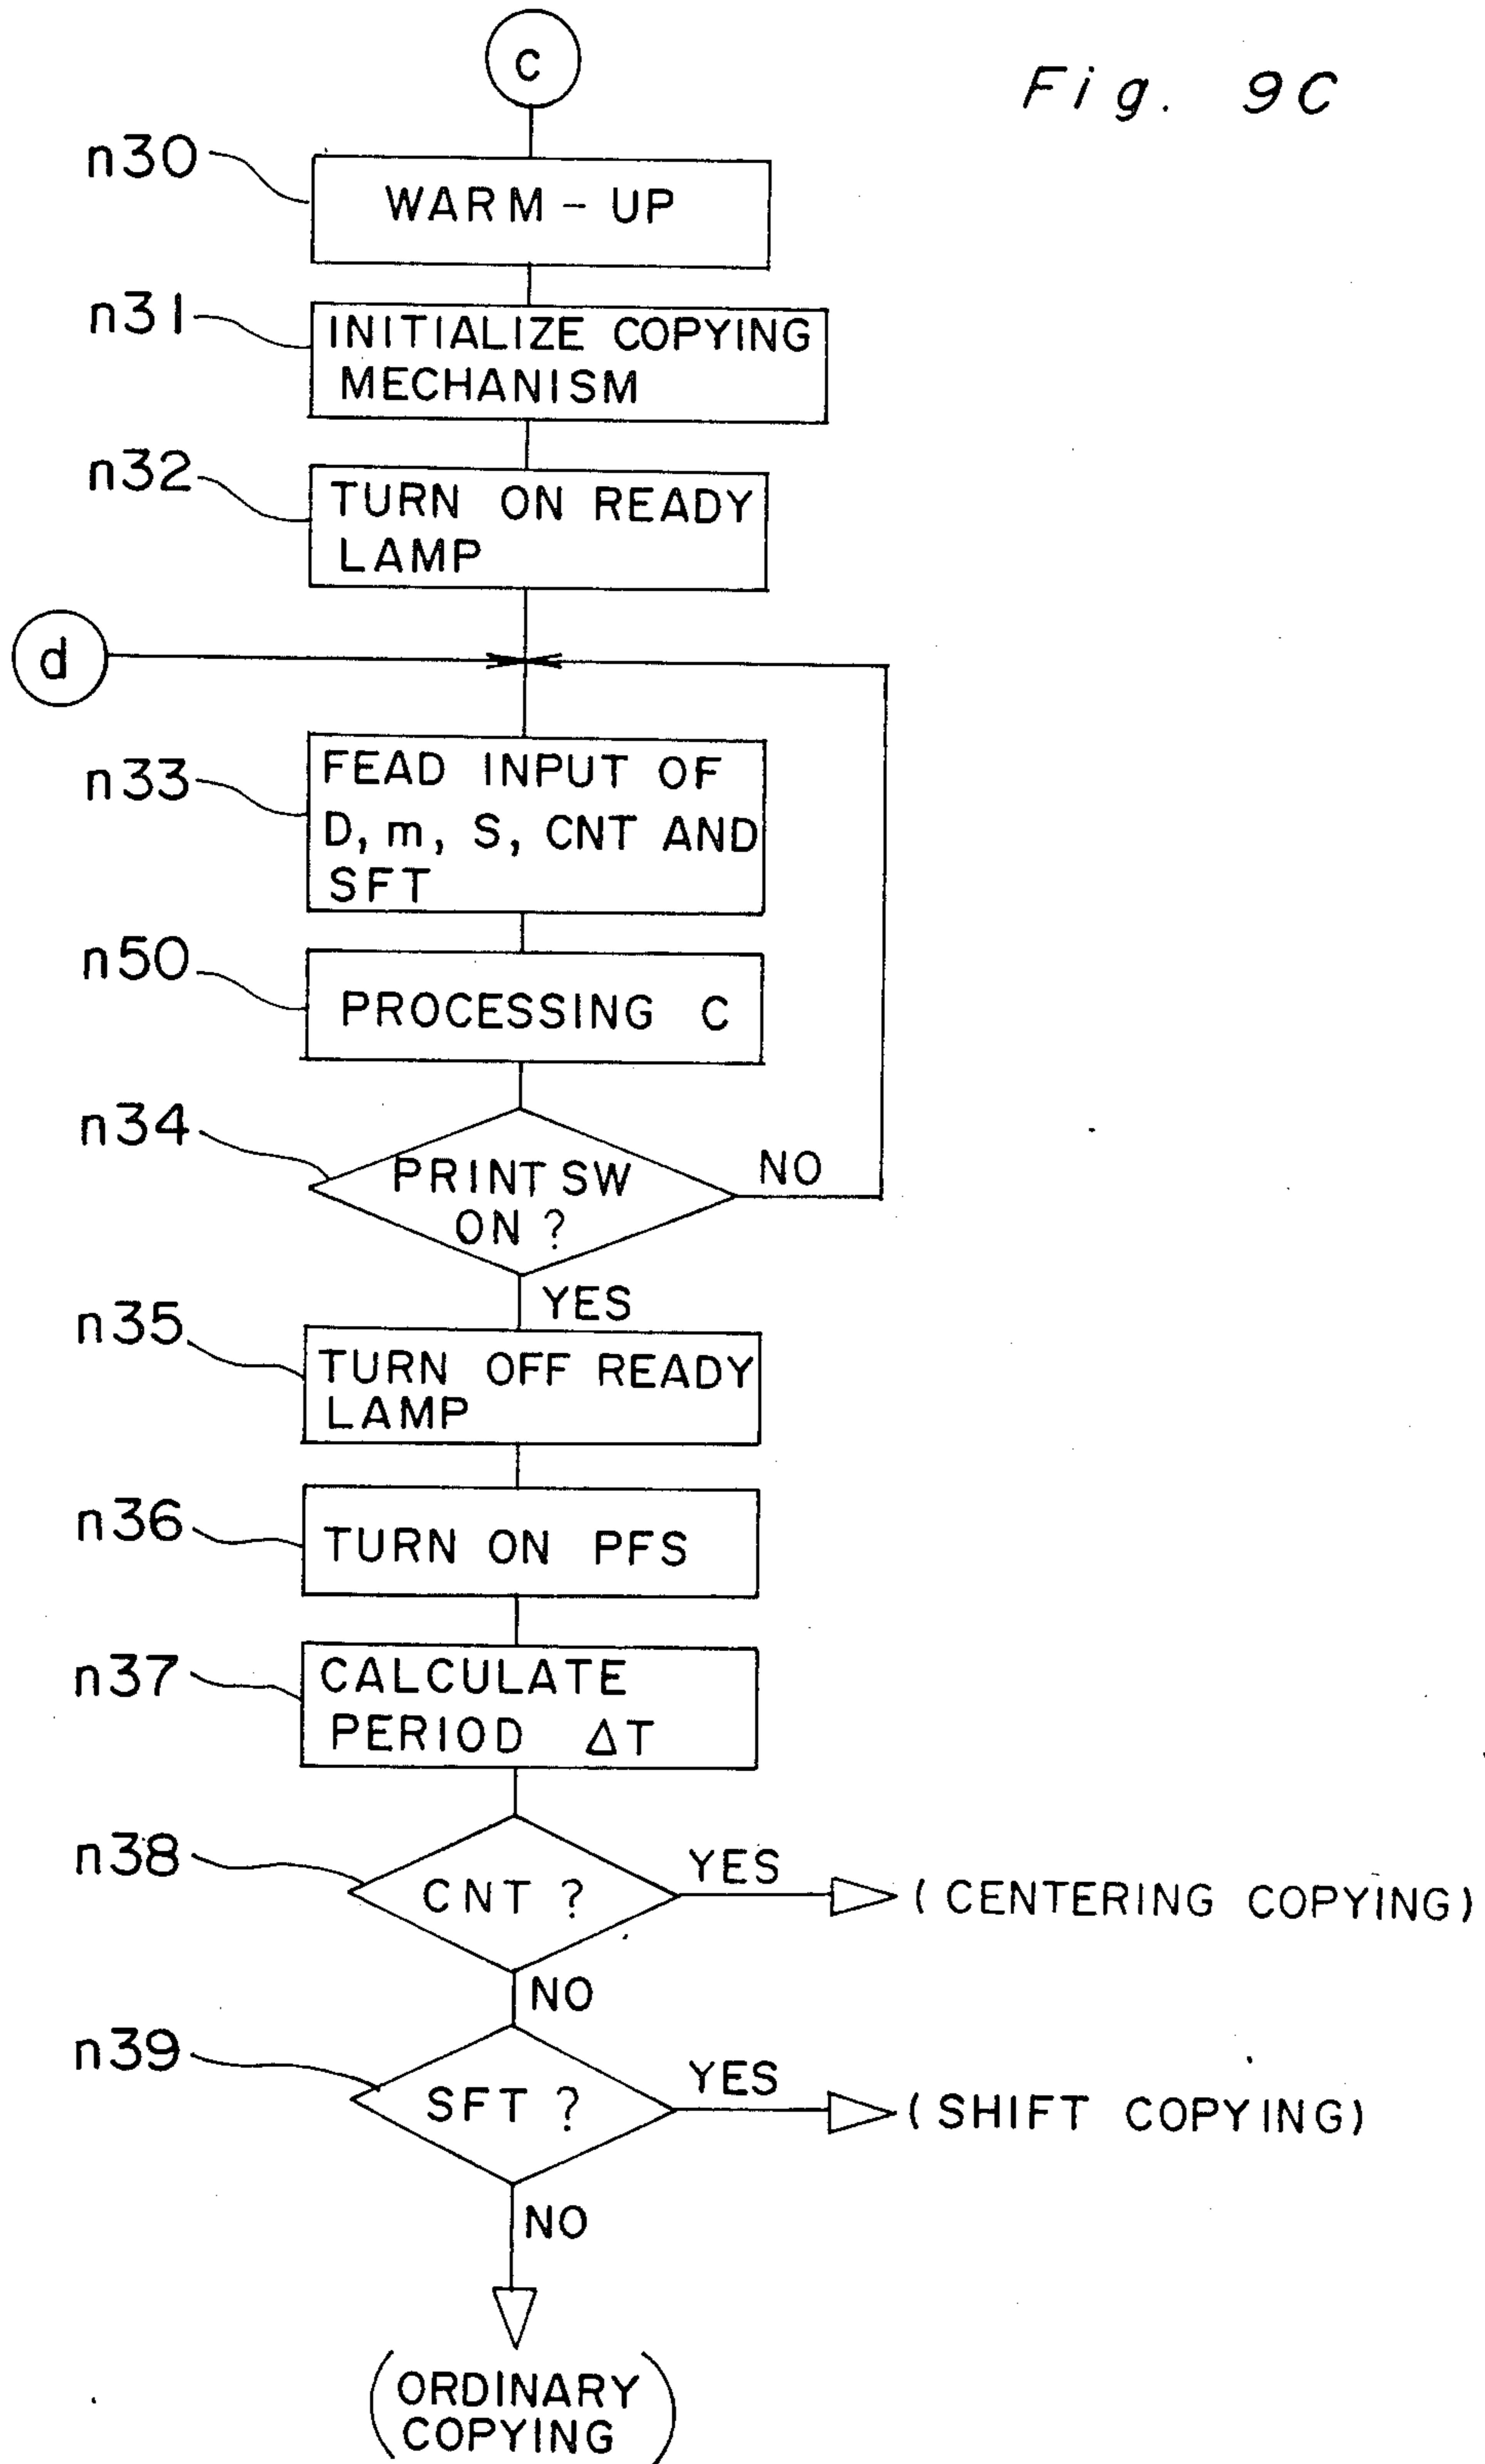 c
Fig. 9C
n30
WARM-UP
n31
INITIALIZE COPYING
MECHANISM
n32
TURN ON READY
LAMP
d
n33
FEAD INPUT OF
D, m, S, CNT AND
SFT
n50
PROCESSING C
n34
PRINT SW
ON ?
NO
YES
n35
TURN OFF READY
LAMP
n36
TURN ON PFS
n37
CALCULATE
PERIOD ΔT
n38
CNT ?
YES
(CENTERING COPYING)
NO
n39
SFT ?
YES
(SHIFT COPYING)
NO
(ORDINARY
COPYING)